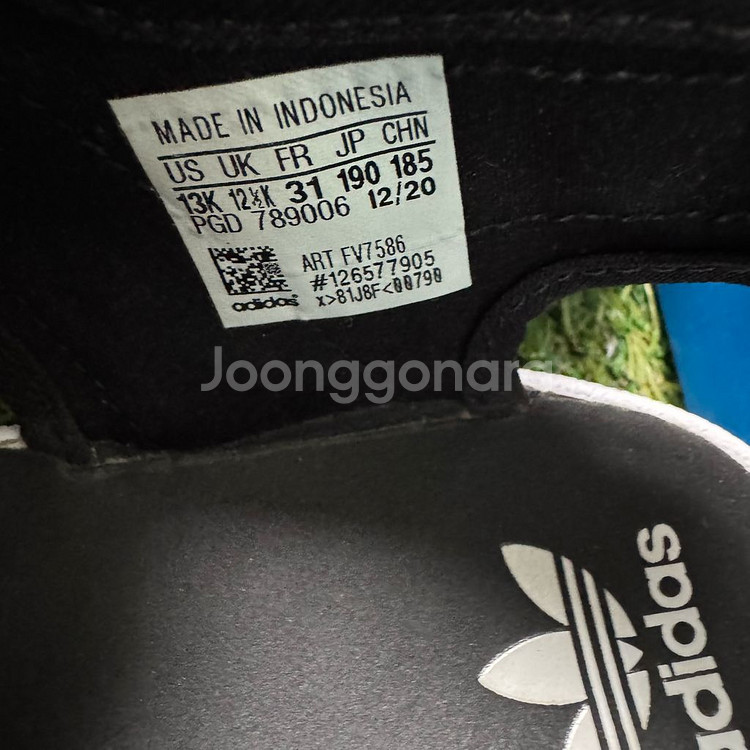 MADE IN INDONESIA
US UK FR JP CHN
13K 12½K 31 190 185
PGD 789006 12/20
ART FV7586
#126577905
x>81J8F<00790
adidas
Joonggonara
adidas